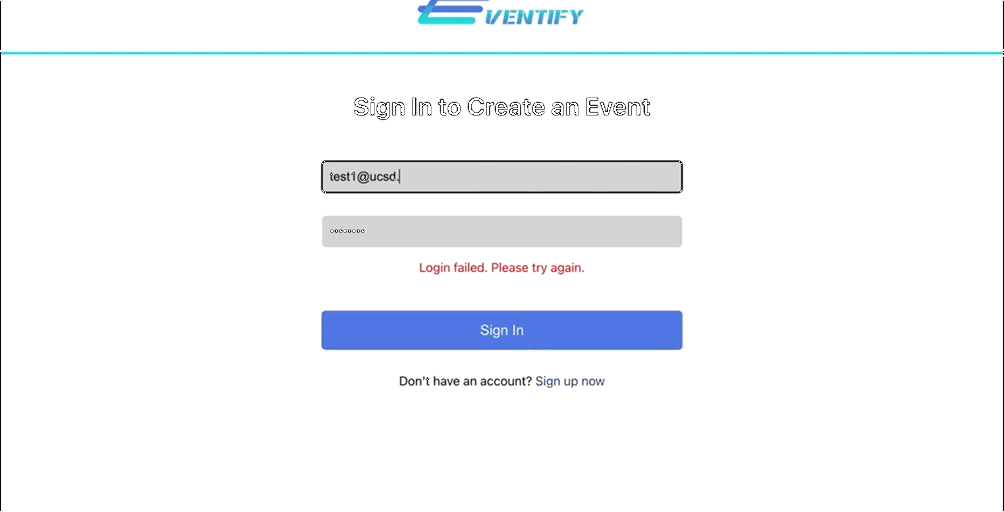 EVENTIFY
Sign In to Create an Event
test1@ucsd.
Login failed. Please try again.
Sign In
Don't have an account? Sign up now